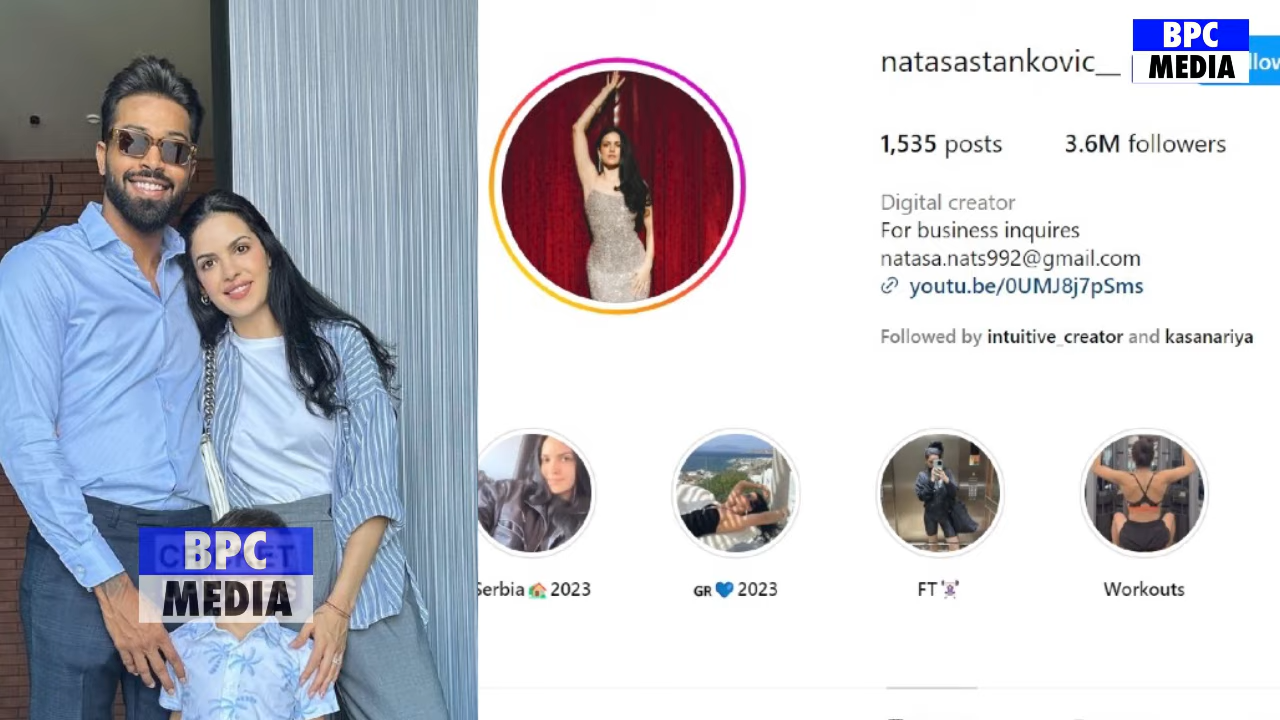 BPC
MEDIA
natasastankovic__
BPC
MEDIA
1,535 posts
3.6M followers
Digital creator
For business inquires
natasa.nats992@gmail.com
youtu.be/0UMJ8j7pSms
Followed by intuitive_creator and kasanariya
Serbia 🏠 2023
GR 💙 2023
FT
Workouts